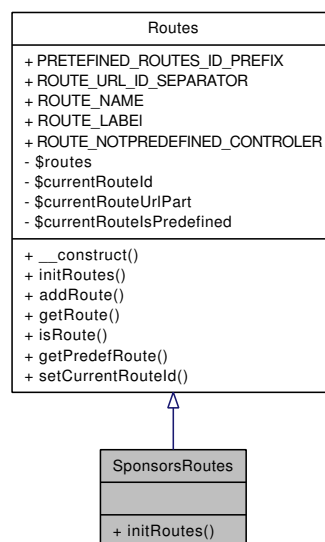 Routes
+ PRETEFINED_ROUTES_ID_PREFIX
+ ROUTE_URL_ID_SEPARATOR
+ ROUTE_NAME
+ ROUTE_LABEl
+ ROUTE_NOTPREDEFINED_CONTROLER
- $routes
- $currentRouteId
- $currentRouteUrlPart
- $currentRouteIsPredefined
+ __construct()
+ initRoutes()
+ addRoute()
+ getRoute()
+ isRoute()
+ getPredefRoute()
+ setCurrentRouteId()
SponsorsRoutes
+ initRoutes()